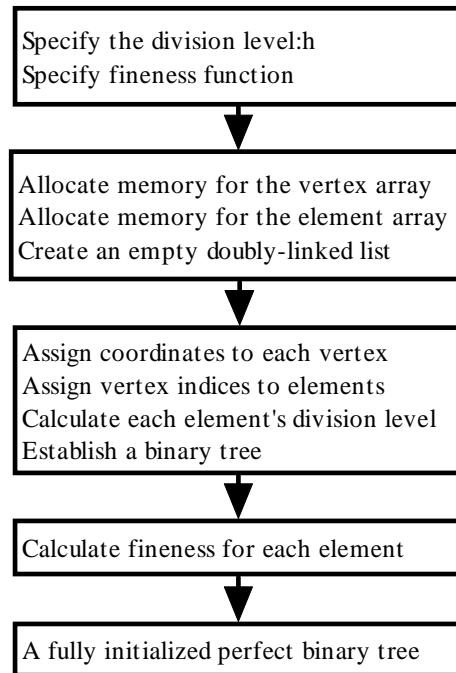 Specify the division level:h
Specify fineness function
Allocate memory for the vertex array
Allocate memory for the element array
Create an empty doubly-linked list
Assign coordinates to each vertex
Assign vertex indices to elements
Calculate each element's division level
Establish a binary tree
Calculate fineness for each element
A fully initialized perfect binary tree